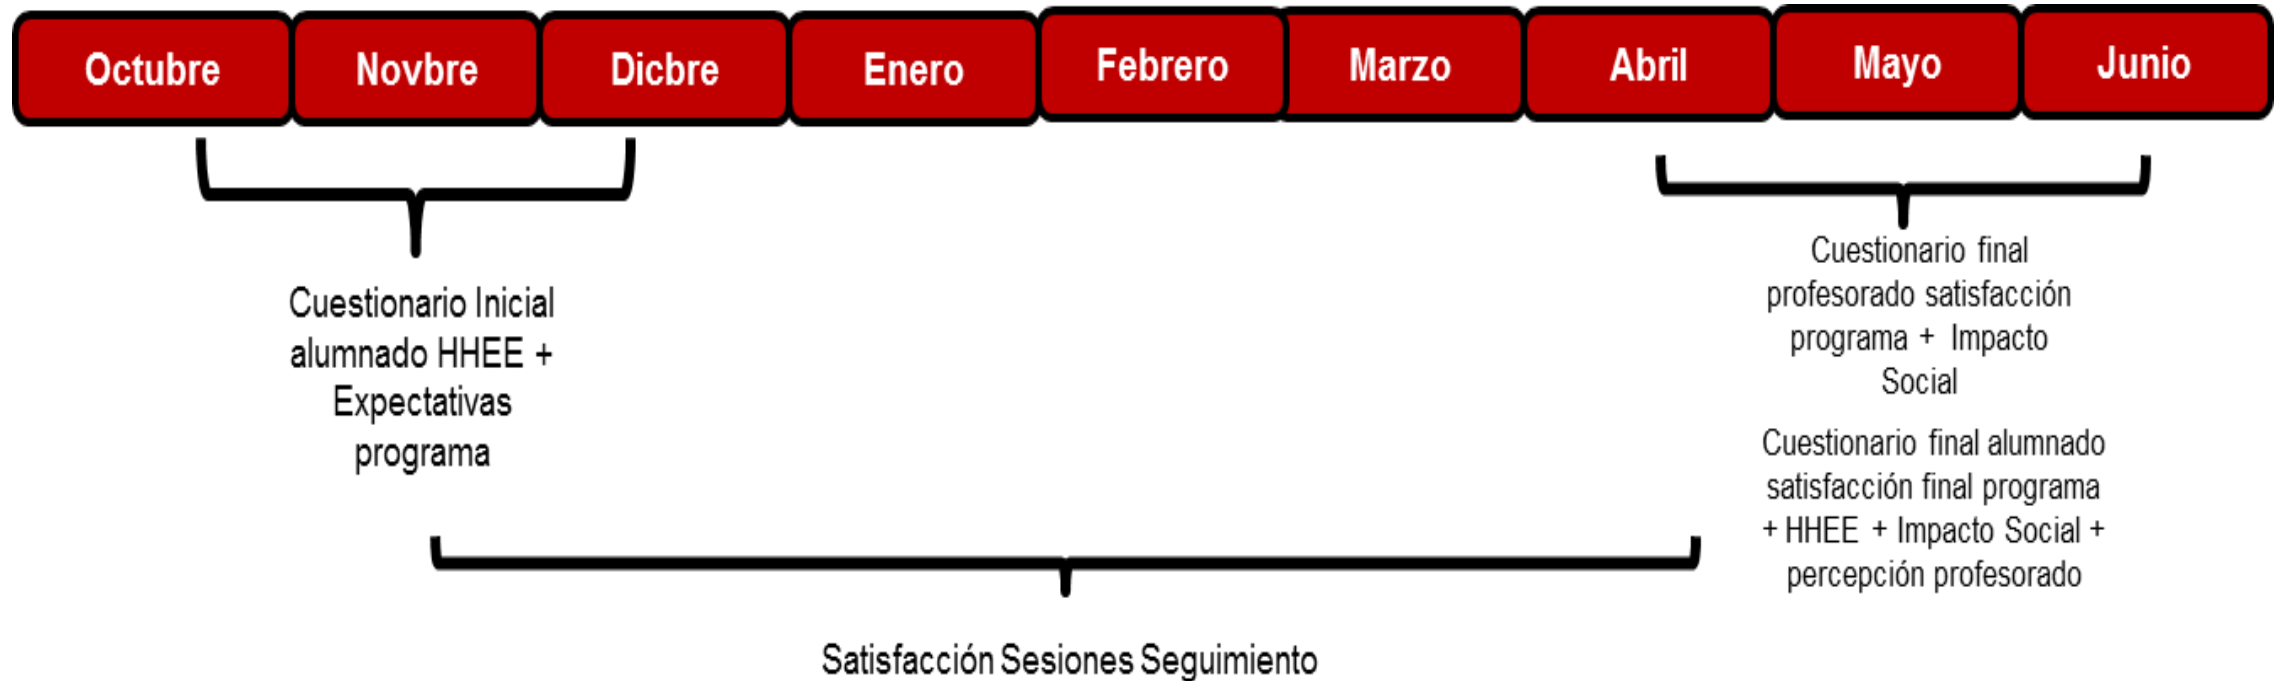 Octubre
Novbre
Dicbre
Enero
Febrero
Marzo
Abril
Mayo
Junio
Cuestionario Inicial
alumnado HHEE +
Expectativas
programa
Cuestionario final
profesorado satisfacción
programa + Impacto
Social
Cuestionario final alumnado
satisfacción final programa
+ HHEE + Impacto Social +
percepción profesorado
Satisfacción Sesiones Seguimiento